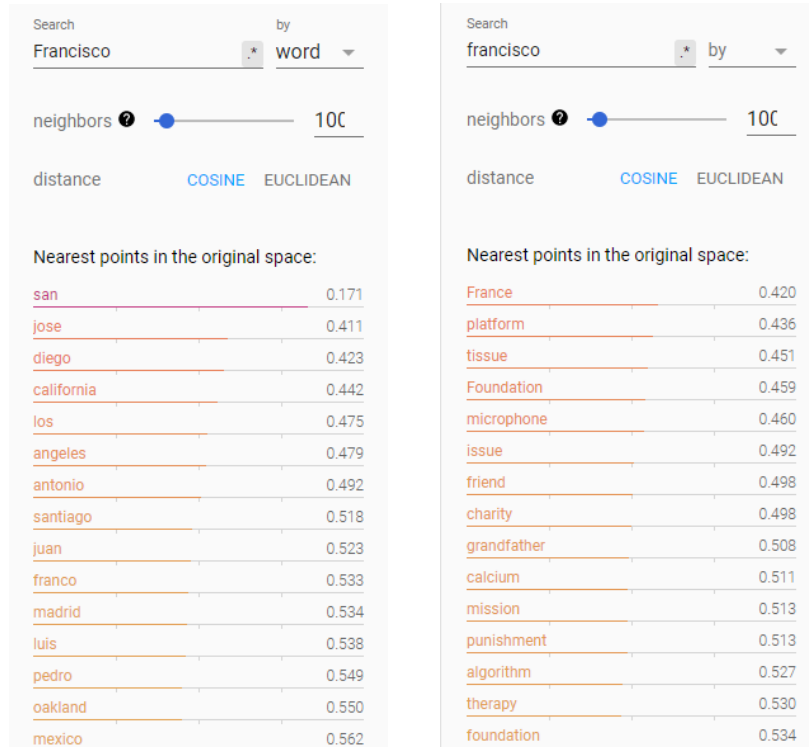 Search by
Francisco .* word
neighbors ? 100
distance COSINE EUCLIDEAN
Nearest points in the original space:
san 0.171
jose 0.411
diego 0.423
california 0.442
los 0.475
angeles 0.479
antonio 0.492
santiago 0.518
juan 0.523
franco 0.533
madrid 0.534
luis 0.538
pedro 0.549
oakland 0.550
mexico 0.562
Search
francisco .* by
neighbors ? 100
distance COSINE EUCLIDEAN
Nearest points in the original space:
France 0.420
platform 0.436
tissue 0.451
Foundation 0.459
microphone 0.460
issue 0.492
friend 0.498
charity 0.498
grandfather 0.508
calcium 0.511
mission 0.513
punishment 0.513
algorithm 0.527
therapy 0.530
foundation 0.534